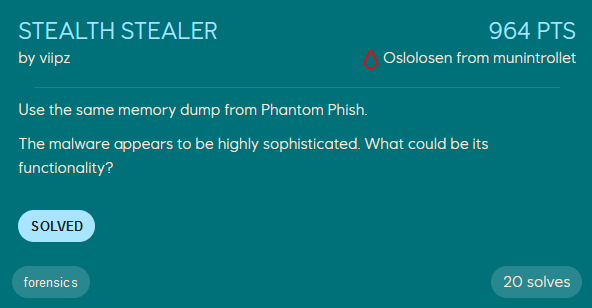 STEALTH STEALER
964 PTS
by viipz
Oslolosen from munintrollet
Use the same memory dump from Phantom Phish.
The malware appears to be highly sophisticated. What could be its
functionality?
SOLVED
forensics
20 solves